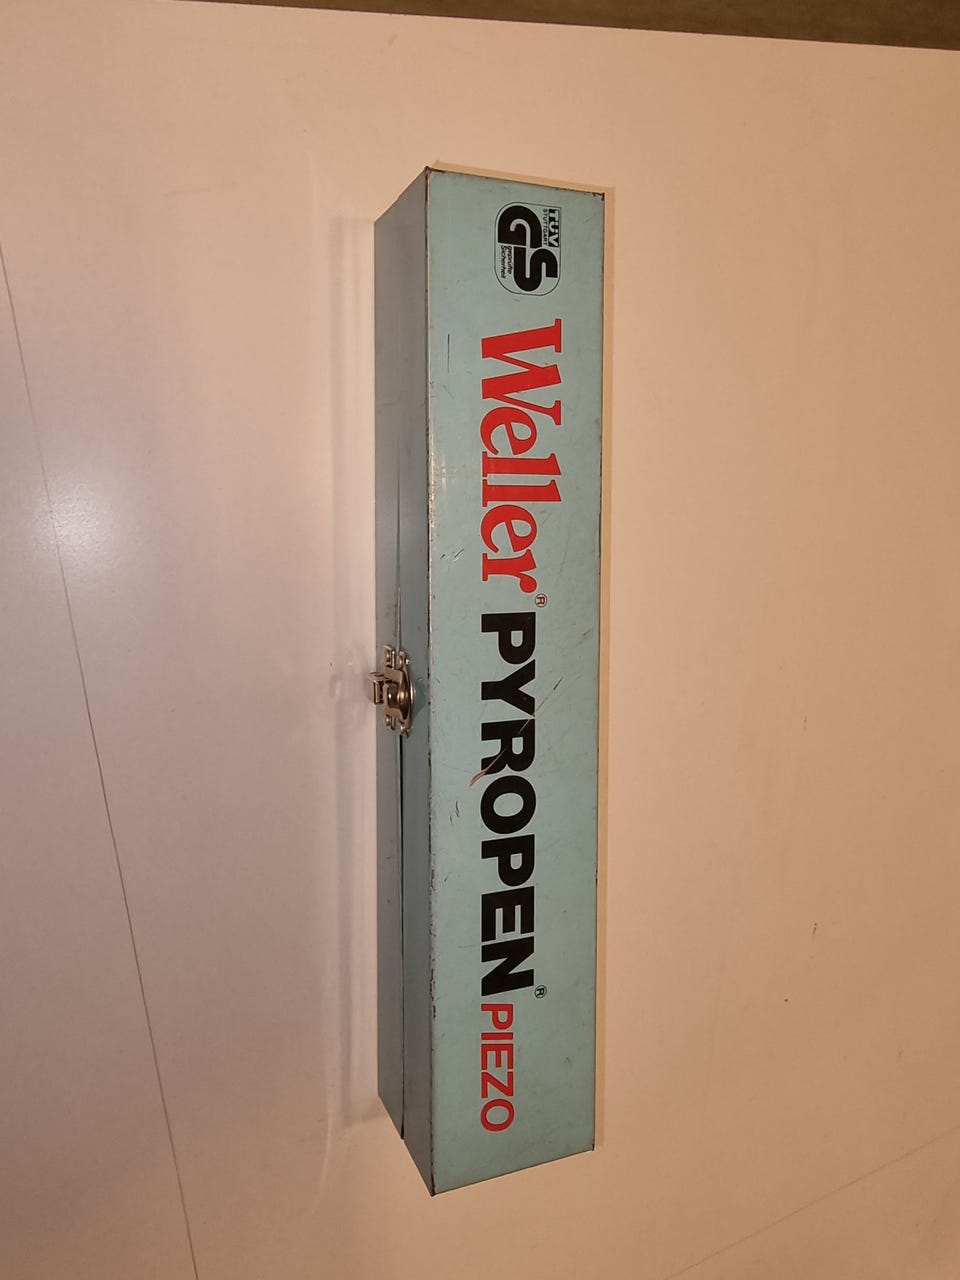 TÜV
STUTTGART
GS
geprüfte
Sicherheit
Weller® PYROPEN® PIEZO